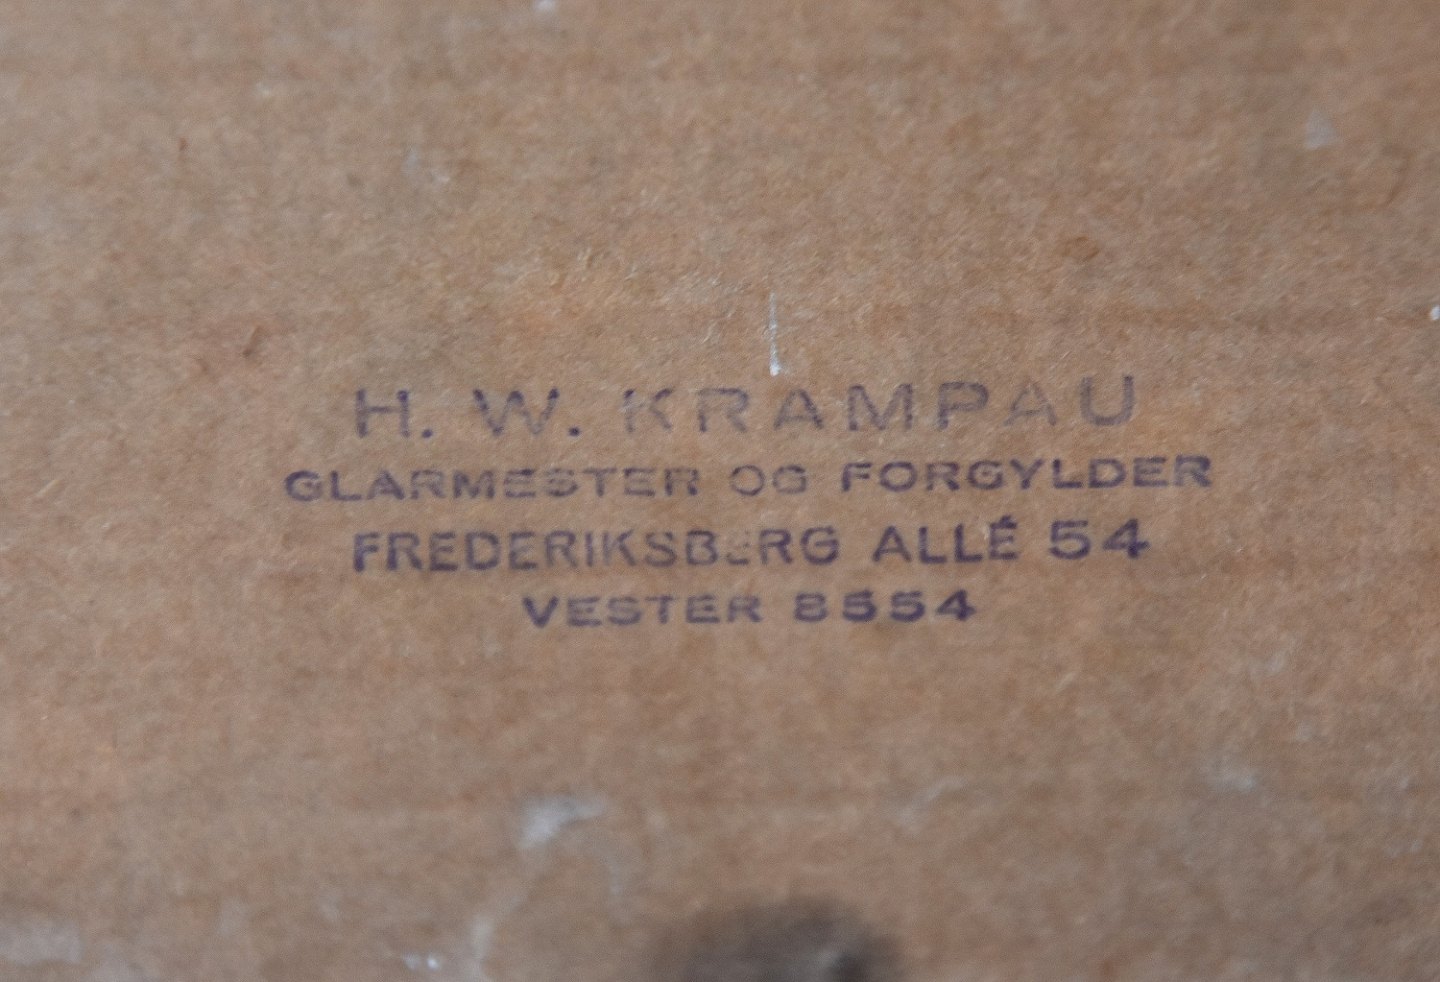 H. W. KRAMPAU
GLARMESTER OG FORGYLDER
FREDERIKSBERG ALLÉ 54
VESTER 8554